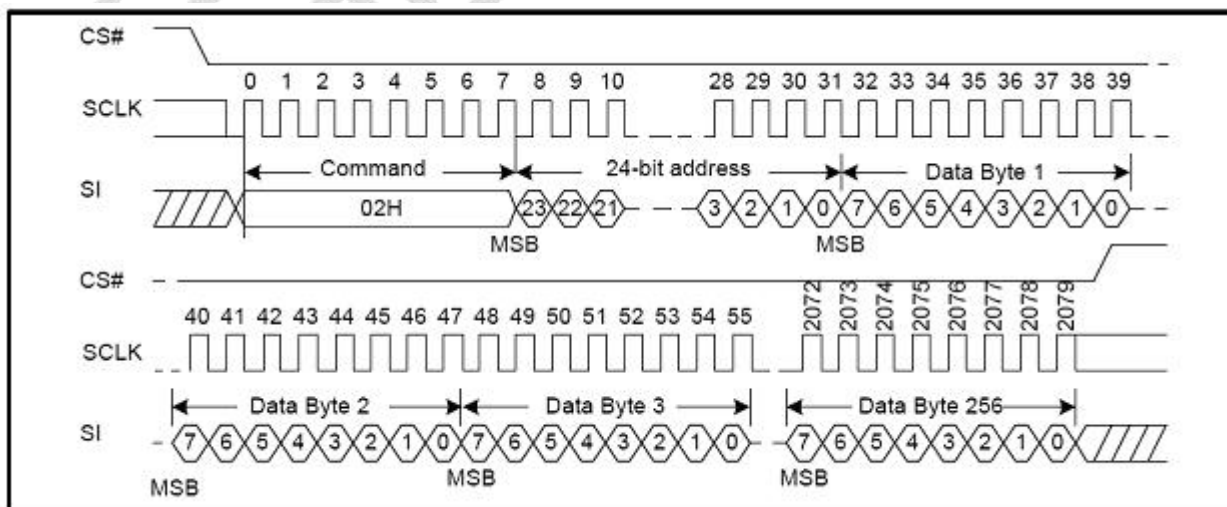 CS#
0 1 2 3 4 5 6 7 8 9 10 28 29 30 31 32 33 34 35 36 37 38 39
SCLK
Command 24-bit address Data Byte 1
SI 02H 23 22 21 3 2 1 0 7 6 5 4 3 2 1 0
MSB MSB
CS#
40 41 42 43 44 45 46 47 48 49 50 51 52 53 54 55 2072 2073 2074 2075 2076 2077 2078 2079
SCLK
Data Byte 2 Data Byte 3 Data Byte 256
SI 7 6 5 4 3 2 1 0 7 6 5 4 3 2 1 0 7 6 5 4 3 2 1 0
MSB MSB MSB